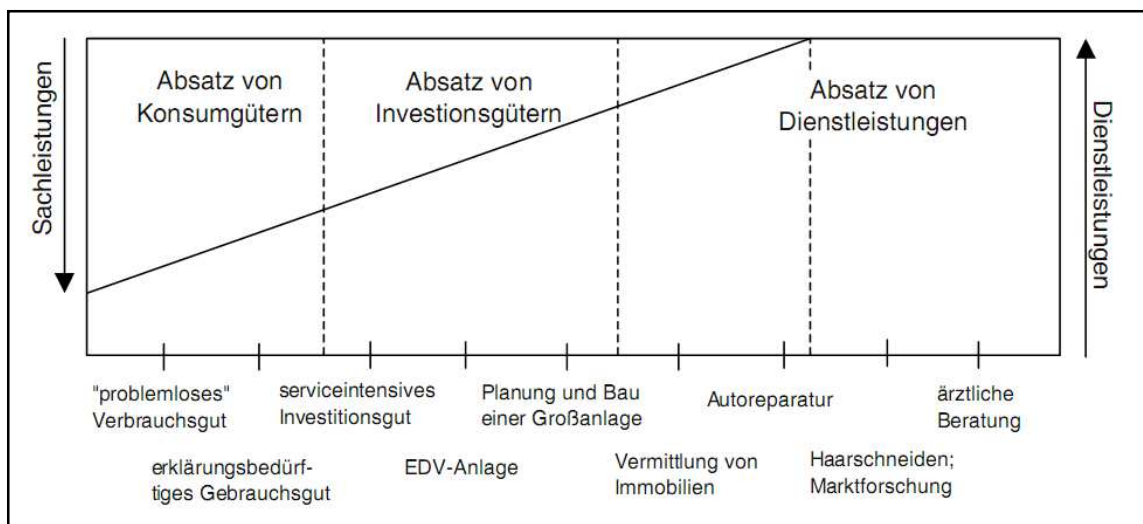 Sachleistungen
Absatz von
Konsumgütern
Absatz von
Investionsgütern
Absatz von
Dienstleistungen
Dienstleistungen
"problemloses"
Verbrauchsgut
erklärungsbedürf-
tiges Gebrauchsgut
serviceintensives
Investitionsgut
EDV-Anlage
Planung und Bau
einer Großanlage
Vermittlung von
Immobilien
Autoreparatur
Haarschneiden;
Marktforschung
ärztliche
Beratung